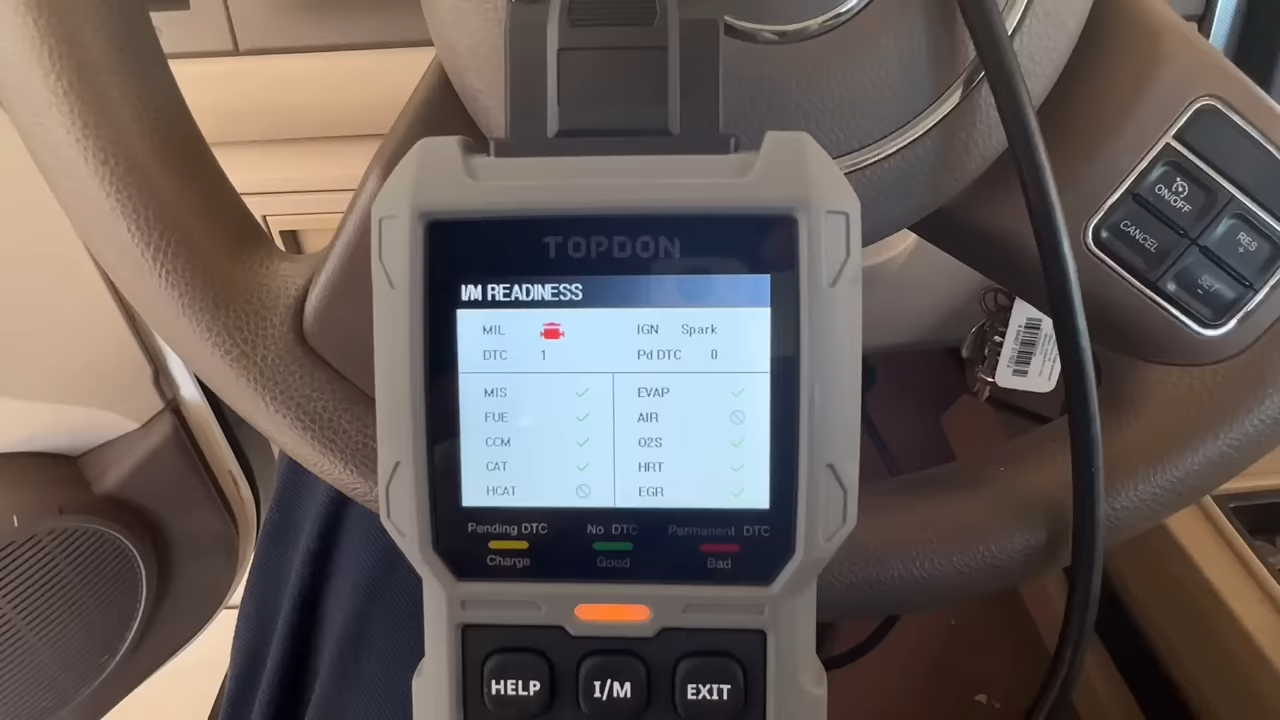 TOPDON
I/M READINESS
MIL IGN Spark
DTC 1 Pd DTC 0
MIS EVAP
FUE AIR
CCM O2S
CAT HRT
HCAT EGR
Pending DTC No DTC Permanent DTC
Charge Good Bad
HELP I/M EXIT
ON/OFF
CANCEL
RES
+
SET
-